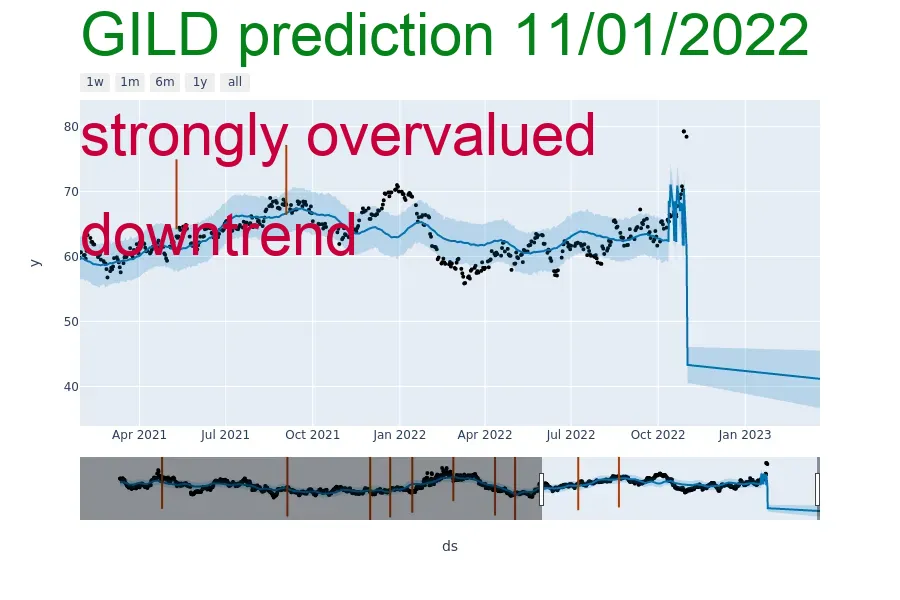 GILD prediction 11/01/2022
1w 1m 6m 1y all
strongly overvalued
downtrend
80
70
60
50
40
y
Apr 2021 Jul 2021 Oct 2021 Jan 2022 Apr 2022 Jul 2022 Oct 2022 Jan 2023
ds